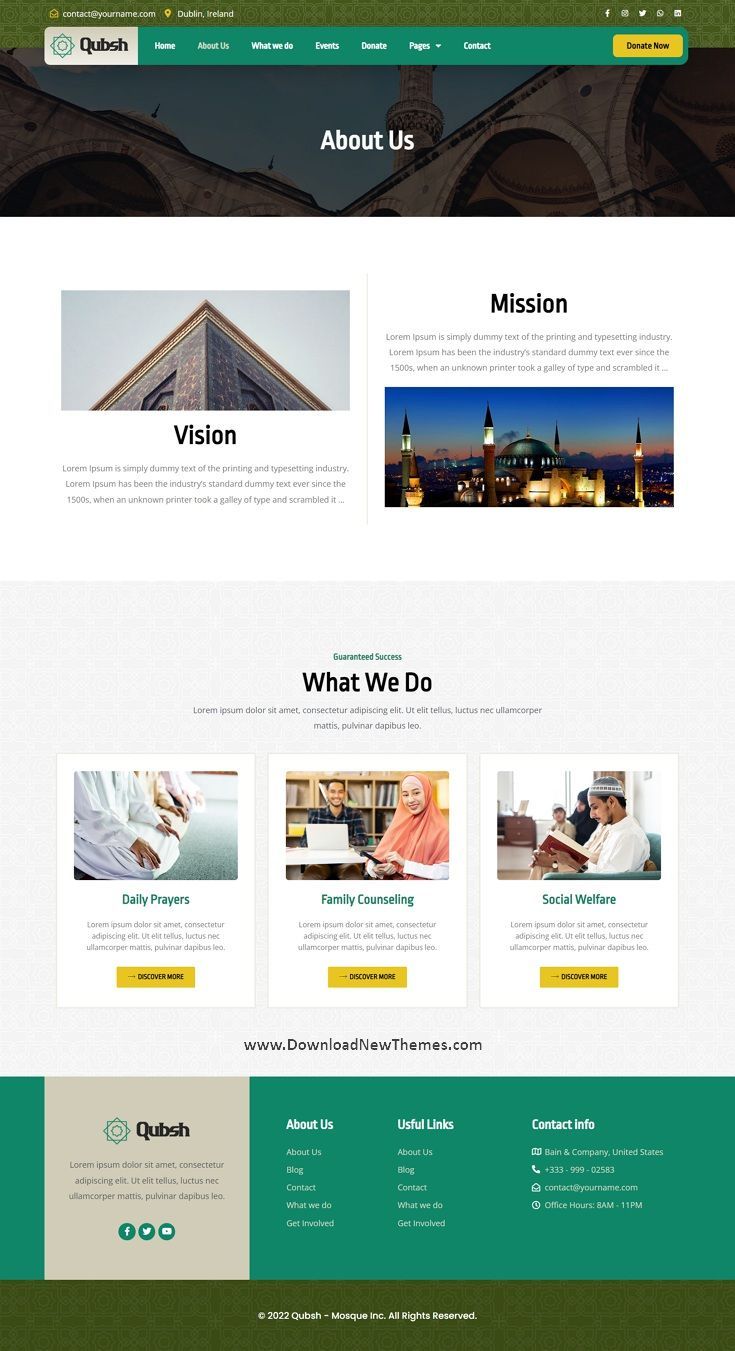 contact@yourname.com Dublin, Ireland
Qubsh Home About Us What we do Events Donate Pages Contact Donate Now
About Us
Vision
Lorem Ipsum is simply dummy text of the printing and typesetting industry.
Lorem Ipsum has been the industry's standard dummy text ever since the
1500s, when an unknown printer took a galley of type and scrambled it ...
Mission
Lorem Ipsum is simply dummy text of the printing and typesetting industry.
Lorem Ipsum has been the industry's standard dummy text ever since the
1500s, when an unknown printer took a galley of type and scrambled it ...
Guaranteed Success
What We Do
Lorem ipsum dolor sit amet, consectetur adipiscing elit. Ut elit tellus, luctus nec ullamcorper
mattis, pulvinar dapibus leo.
Daily Prayers
Lorem ipsum dolor sit amet, consectetur
adipiscing elit. Ut elit tellus, luctus nec
ullamcorper mattis, pulvinar dapibus leo.
→ DISCOVER MORE
Family Counseling
Lorem ipsum dolor sit amet, consectetur
adipiscing elit. Ut elit tellus, luctus nec
ullamcorper mattis, pulvinar dapibus leo.
→ DISCOVER MORE
Social Welfare
Lorem ipsum dolor sit amet, consectetur
adipiscing elit. Ut elit tellus, luctus nec
ullamcorper mattis, pulvinar dapibus leo.
→ DISCOVER MORE
www.DownloadNewThemes.com
Qubsh
Lorem ipsum dolor sit amet, consectetur
adipiscing elit. Ut elit tellus, luctus nec
ullamcorper mattis, pulvinar dapibus leo.
About Us
About Us
Blog
Contact
What we do
Get Involved
Usful Links
About Us
Blog
Contact
What we do
Get Involved
Contact info
Bain & Company, United States
+333 - 999 - 02583
contact@yourname.com
Office Hours: 8AM - 11PM
© 2022 Qubsh - Mosque Inc. All Rights Reserved.